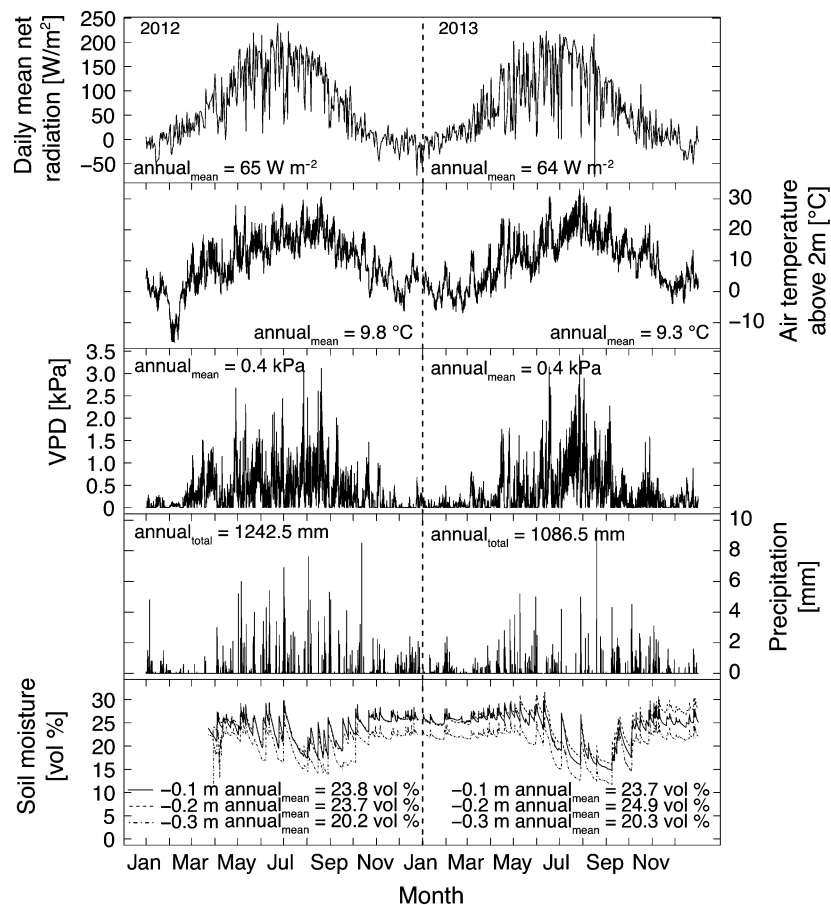 Daily mean net
radiation [W/m²]
250
200
150
100
50
0
−50
2012
2013
annual_mean = 65 W m⁻²
annual_mean = 64 W m⁻²
Air temperature
above 2m [°C]
30
20
10
0
−10
annual_mean = 9.8 °C
annual_mean = 9.3 °C
VPD [kPa]
3.5
3.0
2.5
2.0
1.5
1.0
0.5
0
annual_mean = 0.4 kPa
annual_mean = 0.4 kPa
Precipitation
[mm]
10
8
6
4
2
0
annual_total = 1242.5 mm
annual_total = 1086.5 mm
Soil moisture
[vol %]
30
25
20
15
10
5
0
−0.1 m annual_mean = 23.8 vol %
−0.2 m annual_mean = 23.7 vol %
−0.3 m annual_mean = 20.2 vol %
−0.1 m annual_mean = 23.7 vol %
−0.2 m annual_mean = 24.9 vol %
−0.3 m annual_mean = 20.3 vol %
Jan Mar May Jul Sep Nov Jan Mar May Jul Sep Nov
Month